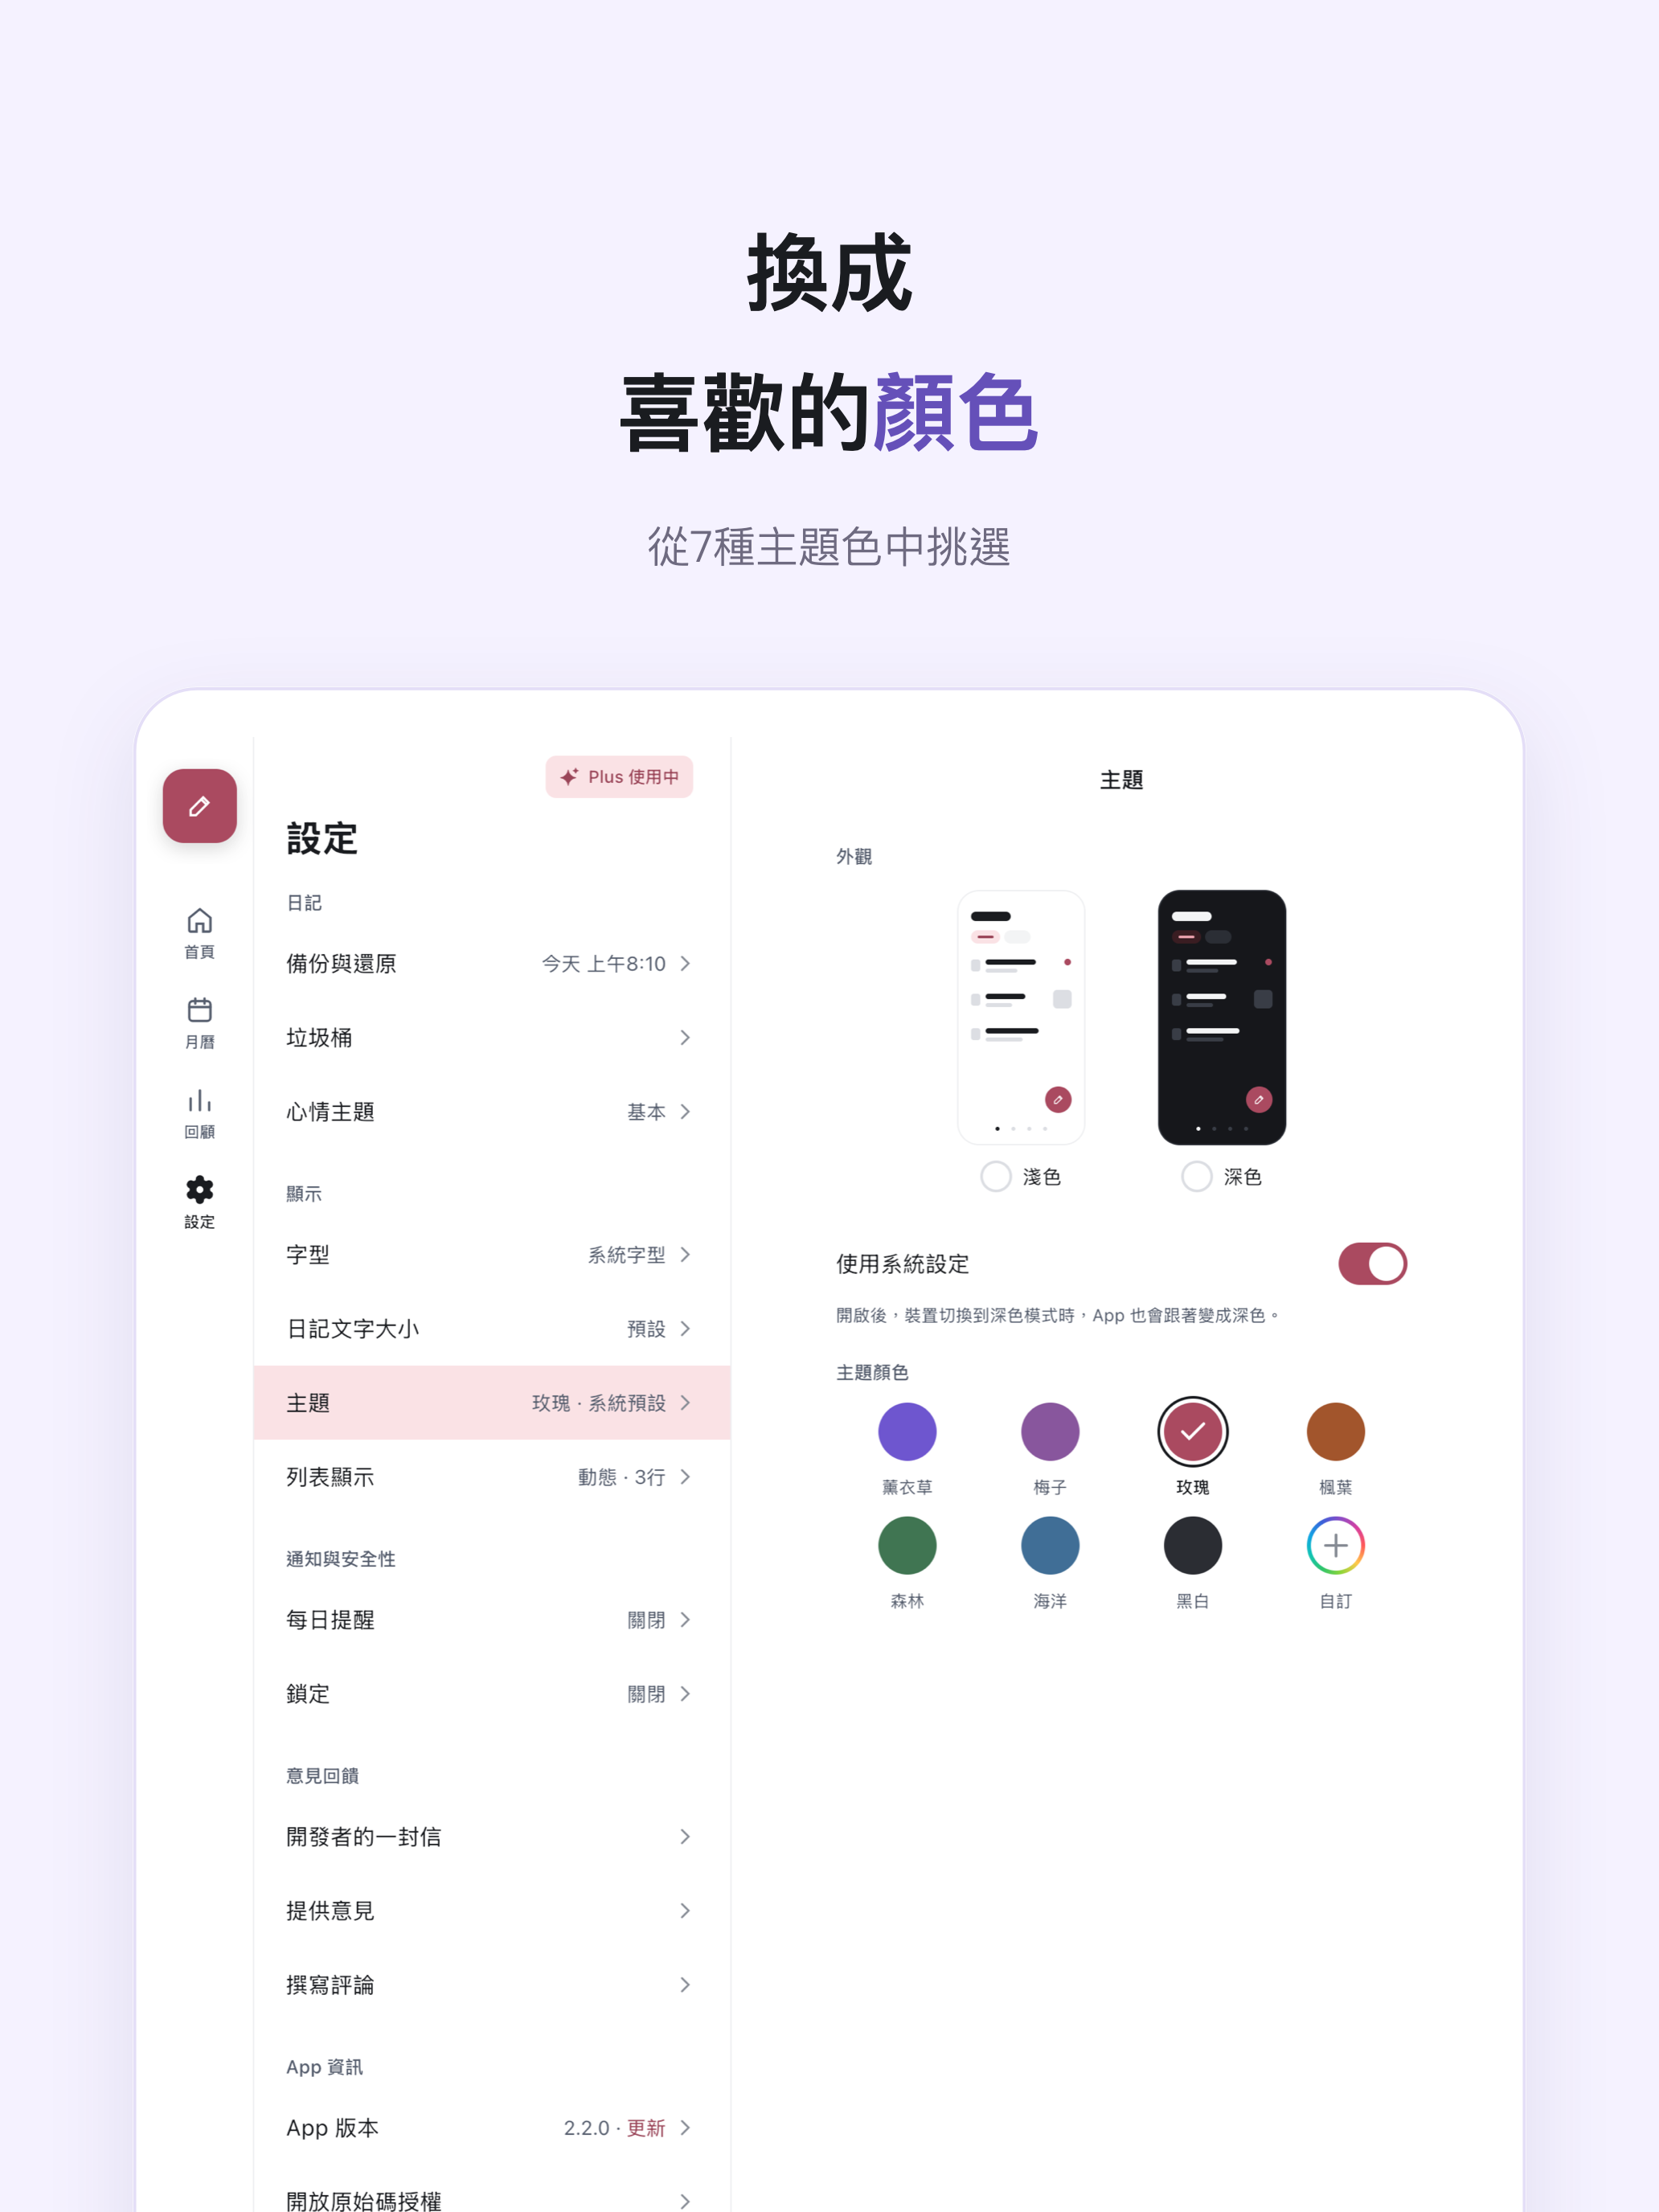 換成
喜歡的顏色
從7種主題色中挑選
首頁
月曆
回顧
設定
Plus 使用中
設定
日記
備份與還原 今天 上午8:10
垃圾桶
心情主題 基本
顯示
字型 系統字型
日記文字大小 預設
主題 玫瑰 · 系統預設
列表顯示 動態 · 3行
通知與安全性
每日提醒 關閉
鎖定 關閉
意見回饋
開發者的一封信
提供意見
撰寫評論
App 資訊
App 版本 2.2.0 · 更新
開放原始碼授權
主題
外觀
淺色 深色
使用系統設定
開啟後，裝置切換到深色模式時，App 也會跟著變成深色。
主題顏色
薰衣草 梅子 玫瑰 楓葉
森林 海洋 黑白 自訂